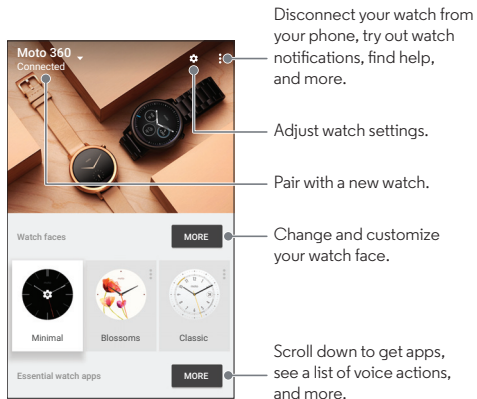 Disconnect your watch from
your phone, try out watch
notifications, find help,
and more.
Moto 360
Connected
Adjust watch settings.
Pair with a new watch.
Watch faces
MORE
Change and customize
your watch face.
Minimal
Blossoms
Classic
Scroll down to get apps,
see a list of voice actions,
and more.
Essential watch apps
MORE